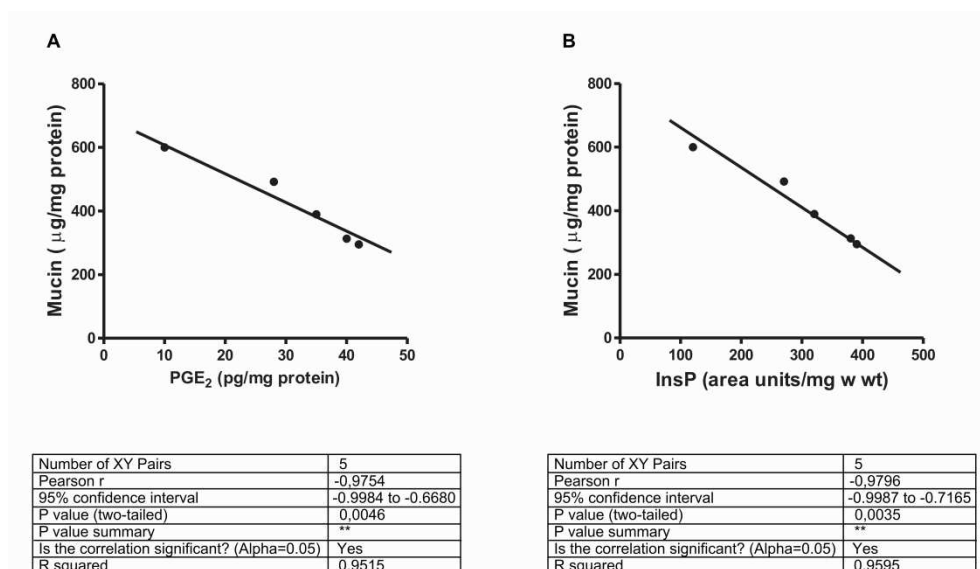 A
B
800
600
400
200
0
Mucin ( μg/mg protein)
0 10 20 30 40 50
PGE₂ (pg/mg protein)
800
600
400
200
0
Mucin ( μg/mg protein)
0 100 200 300 400 500
InsP (area units/mg w wt)
Number of XY Pairs 5
Pearson r -0,9754
95% confidence interval -0.9984 to -0.6680
P value (two-tailed) 0,0046
P value summary **
Is the correlation significant? (Alpha=0.05) Yes
R squared 0,9515
Number of XY Pairs 5
Pearson r -0,9796
95% confidence interval -0.9987 to -0.7165
P value (two-tailed) 0,0035
P value summary **
Is the correlation significant? (Alpha=0.05) Yes
R squared 0,9595